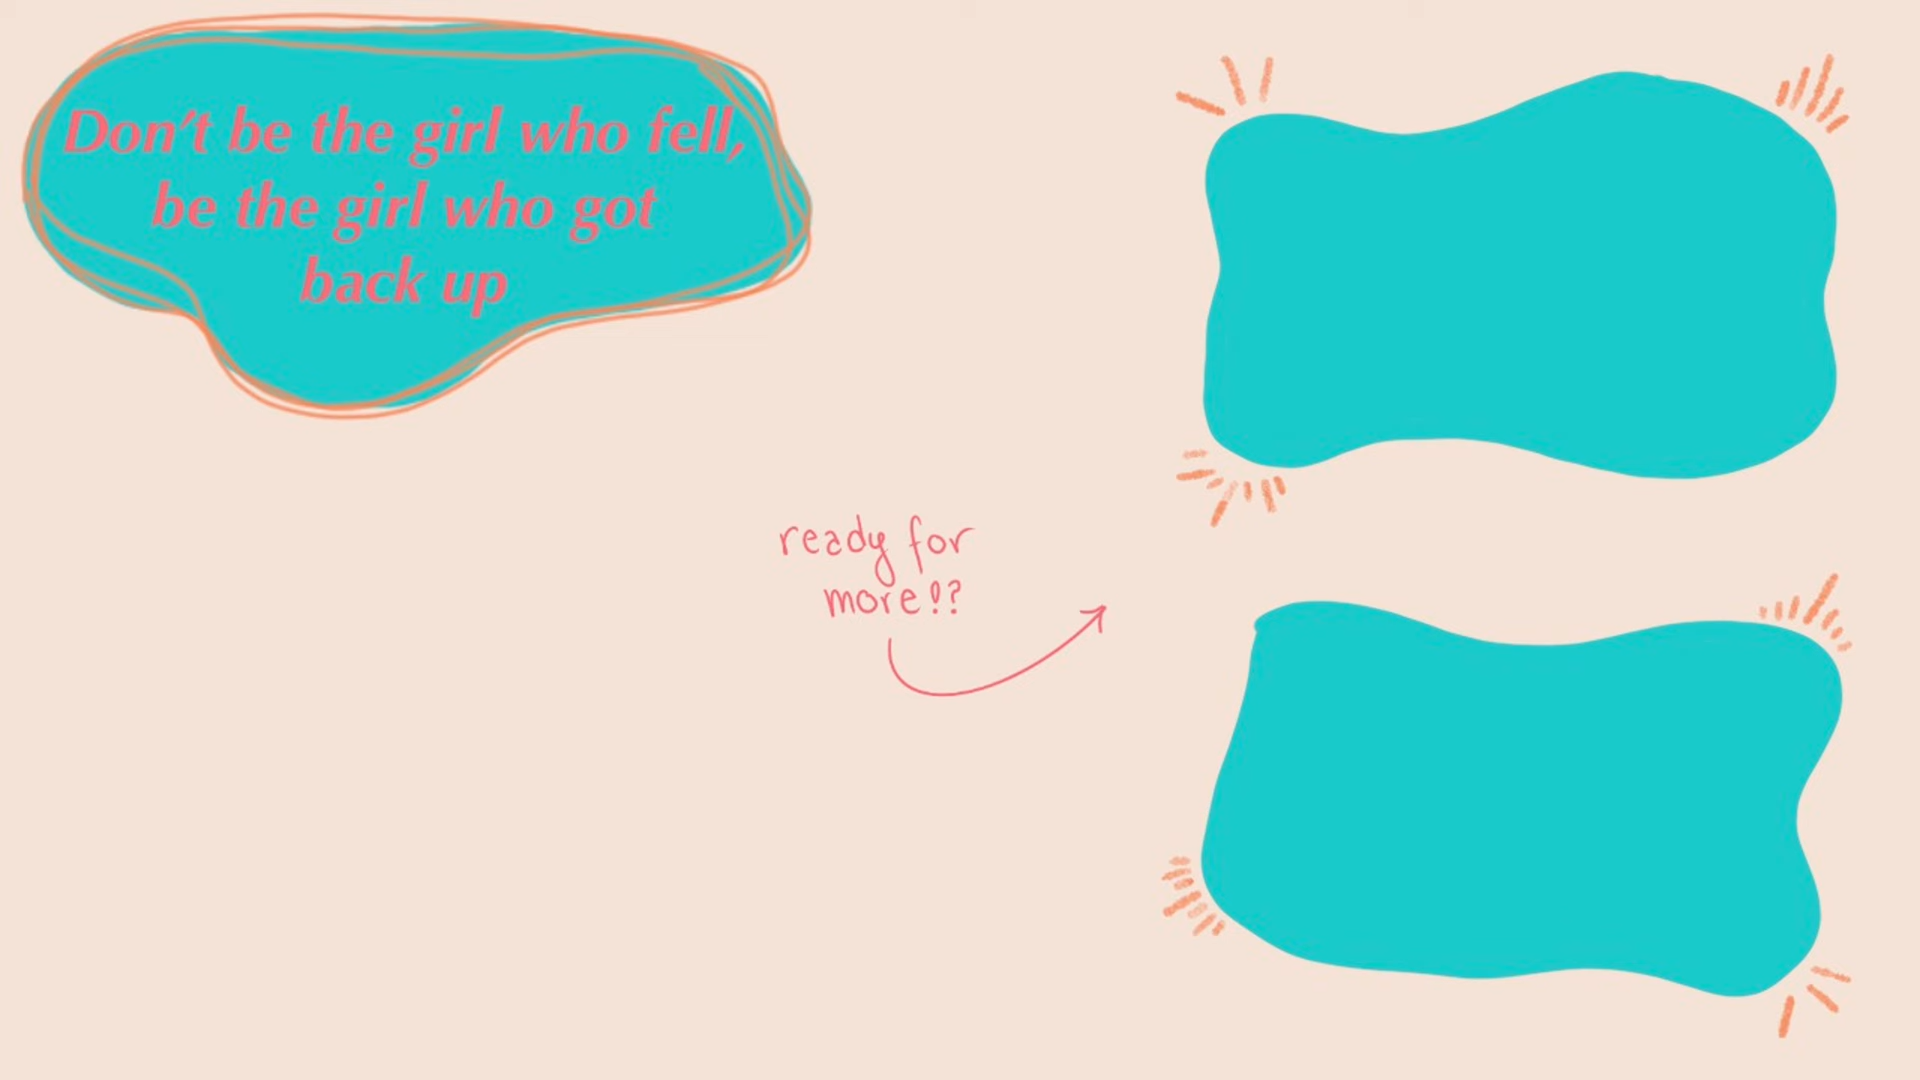 Don't be the girl who fell,
be the girl who got
back up
ready for
more!?